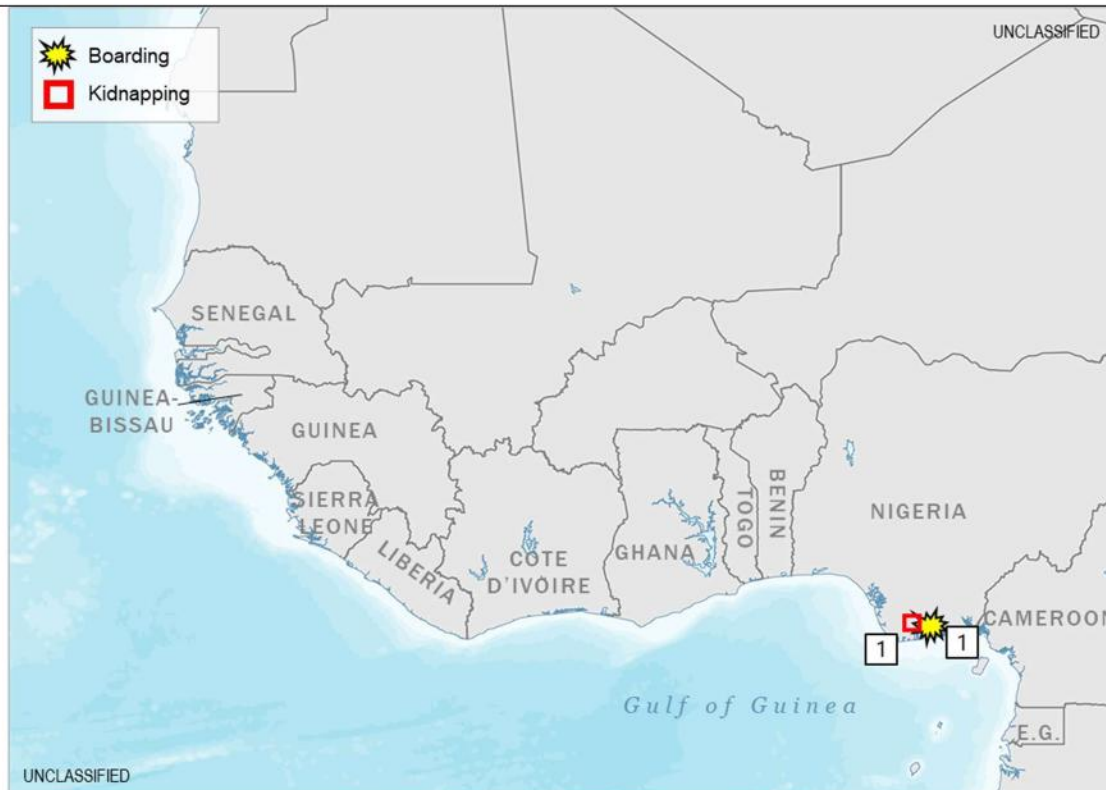 UNCLASSIFIED
Boarding
Kidnapping
SENEGAL
GUINEA-
BISSAU
GUINEA
SIERRA
LEONE
LIBERIA
CÔTE
D'IVOIRE
GHANA
TOGO
BENIN
NIGERIA
CAMEROON
1
1
Gulf of Guinea
E.G.
UNCLASSIFIED